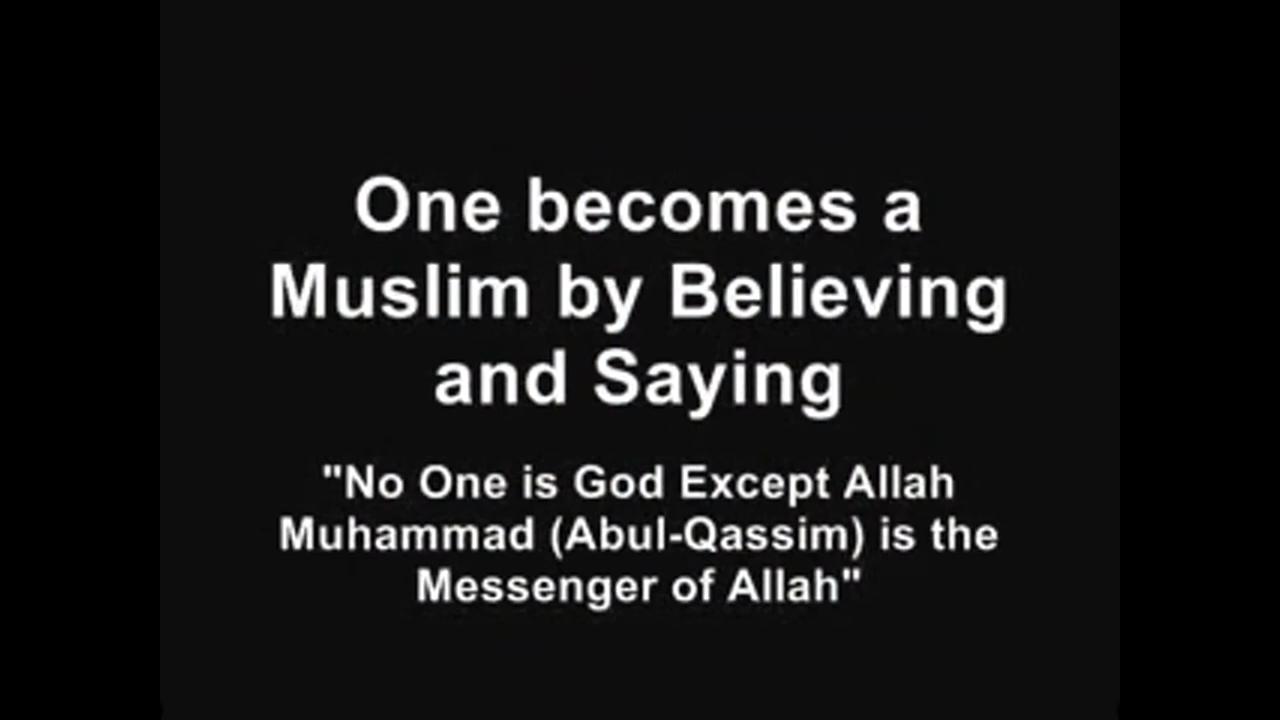 One becomes a
Muslim by Believing
and Saying
"No One is God Except Allah
Muhammad (Abul-Qassim) is the
Messenger of Allah"